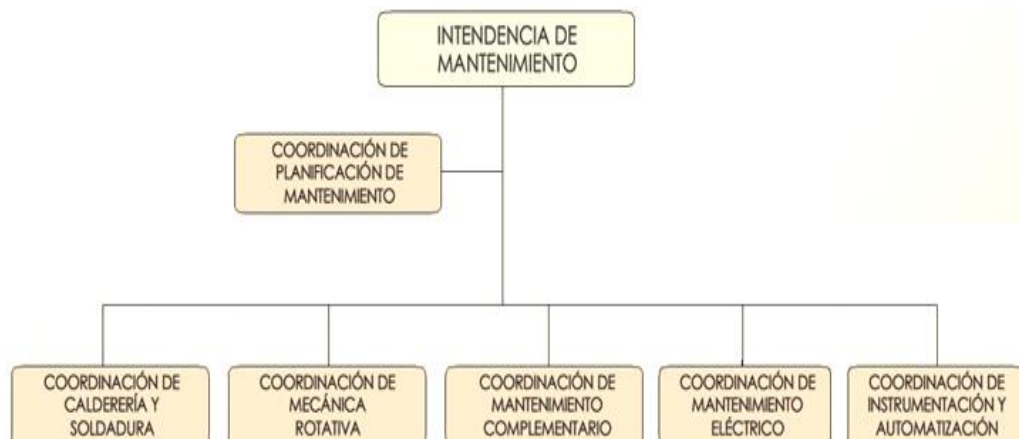 INTENDENCIA DE
MANTENIMIENTO
COORDINACIÓN DE
PLANIFICACIÓN DE
MANTENIMIENTO
COORDINACIÓN DE
CALDERERÍA Y
SOLDADURA
COORDINACIÓN DE
MECÁNICA
ROTATIVA
COORDINACIÓN DE
MANTENIMIENTO
COMPLEMENTARIO
COORDINACIÓN DE
MANTENIMIENTO
ELÉCTRICO
COORDINACIÓN DE
INSTRUMENTACIÓN Y
AUTOMATIZACIÓN